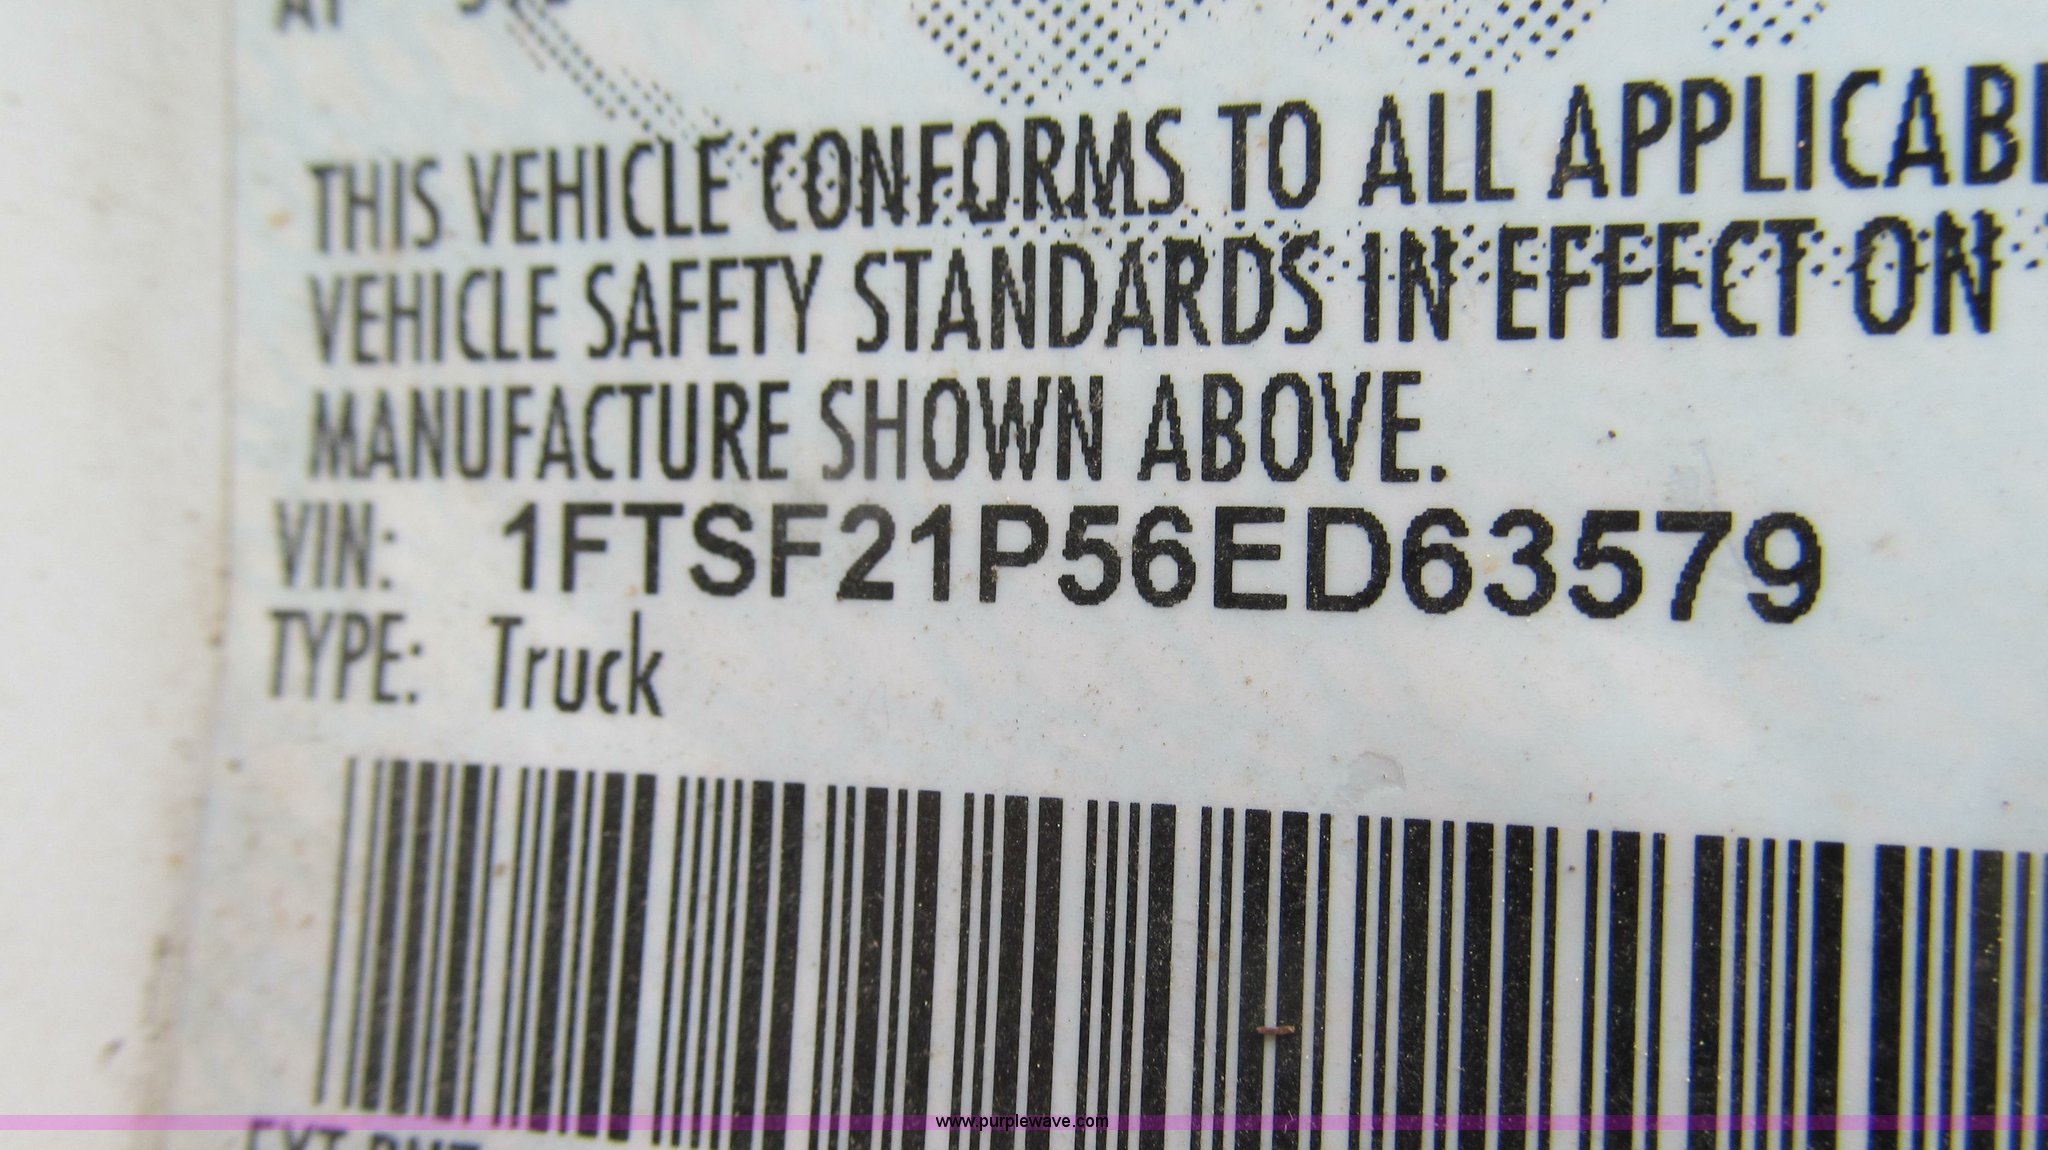 THIS VEHICLE CONFORMS TO ALL
VEHICLE SAFETY STANDARDS IN EFFECT ON
MANUFACTURE SHOWN ABOVE.
VIN: 1FTSF21P56ED63579
TYPE: Truck
www.purplewave.com